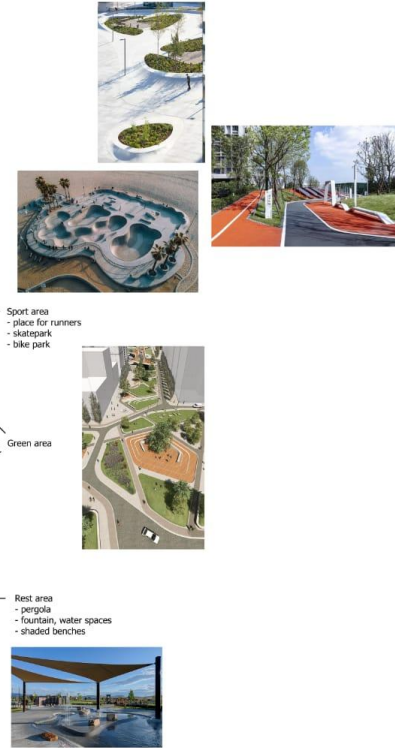 Sport area
- place for runners
- skatepark
- bike park
Green area
Rest area
- pergola
- fountain, water spaces
- shaded benches